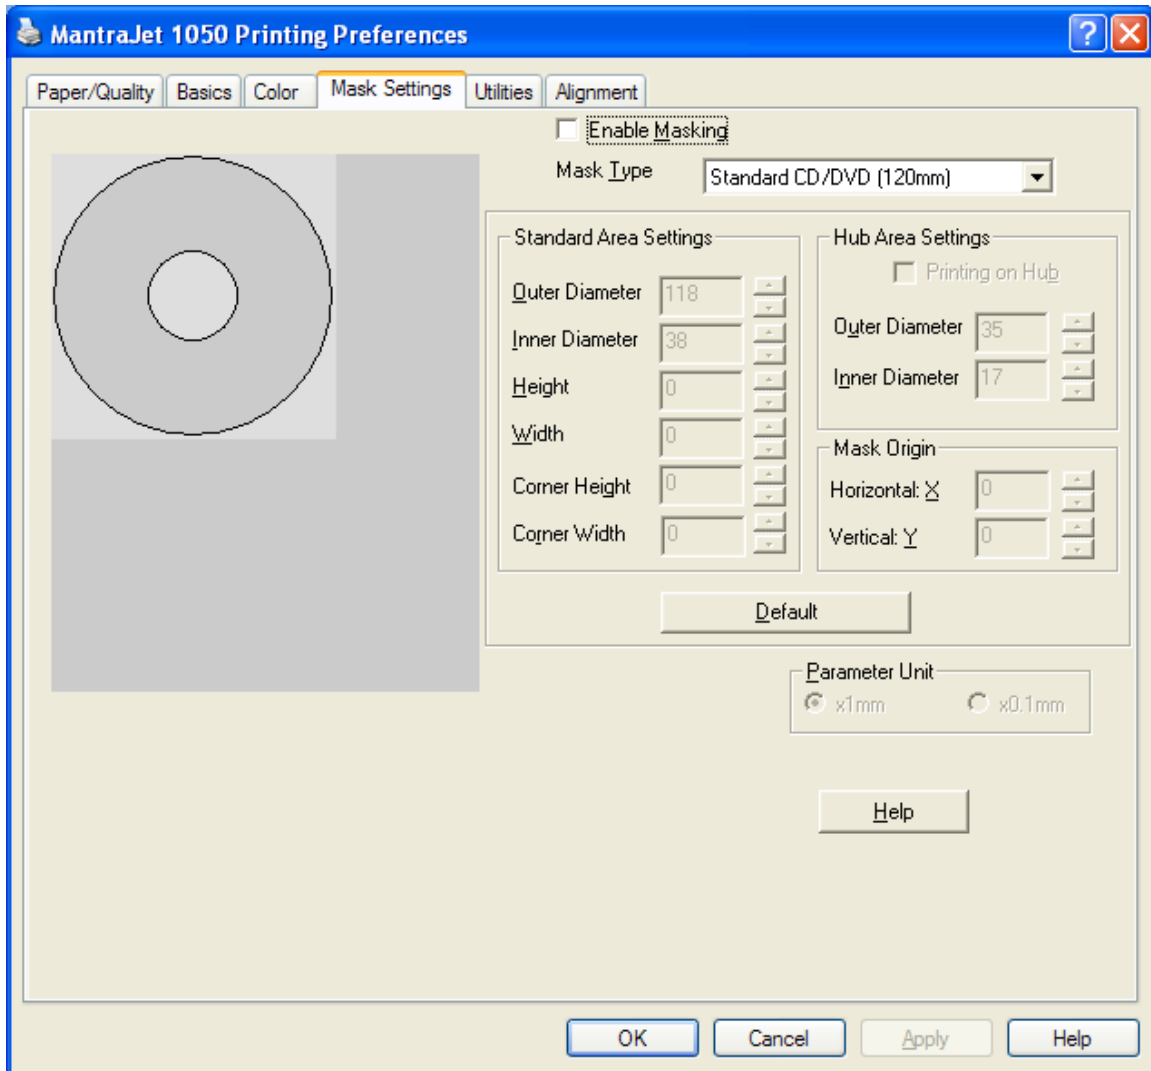 MantraJet 1050 Printing Preferences
Paper/Quality Basics Color Mask Settings Utilities Alignment
Enable Masking
Mask Type Standard CD/DVD (120mm)
Standard Area Settings
Outer Diameter 118
Inner Diameter 38
Height 0
Width 0
Corner Height 0
Corner Width 0
Hub Area Settings
Printing on Hub
Outer Diameter 35
Inner Diameter 17
Mask Origin
Horizontal: X 0
Vertical: Y 0
Default
Parameter Unit
x1mm x0.1mm
Help
OK Cancel Apply Help